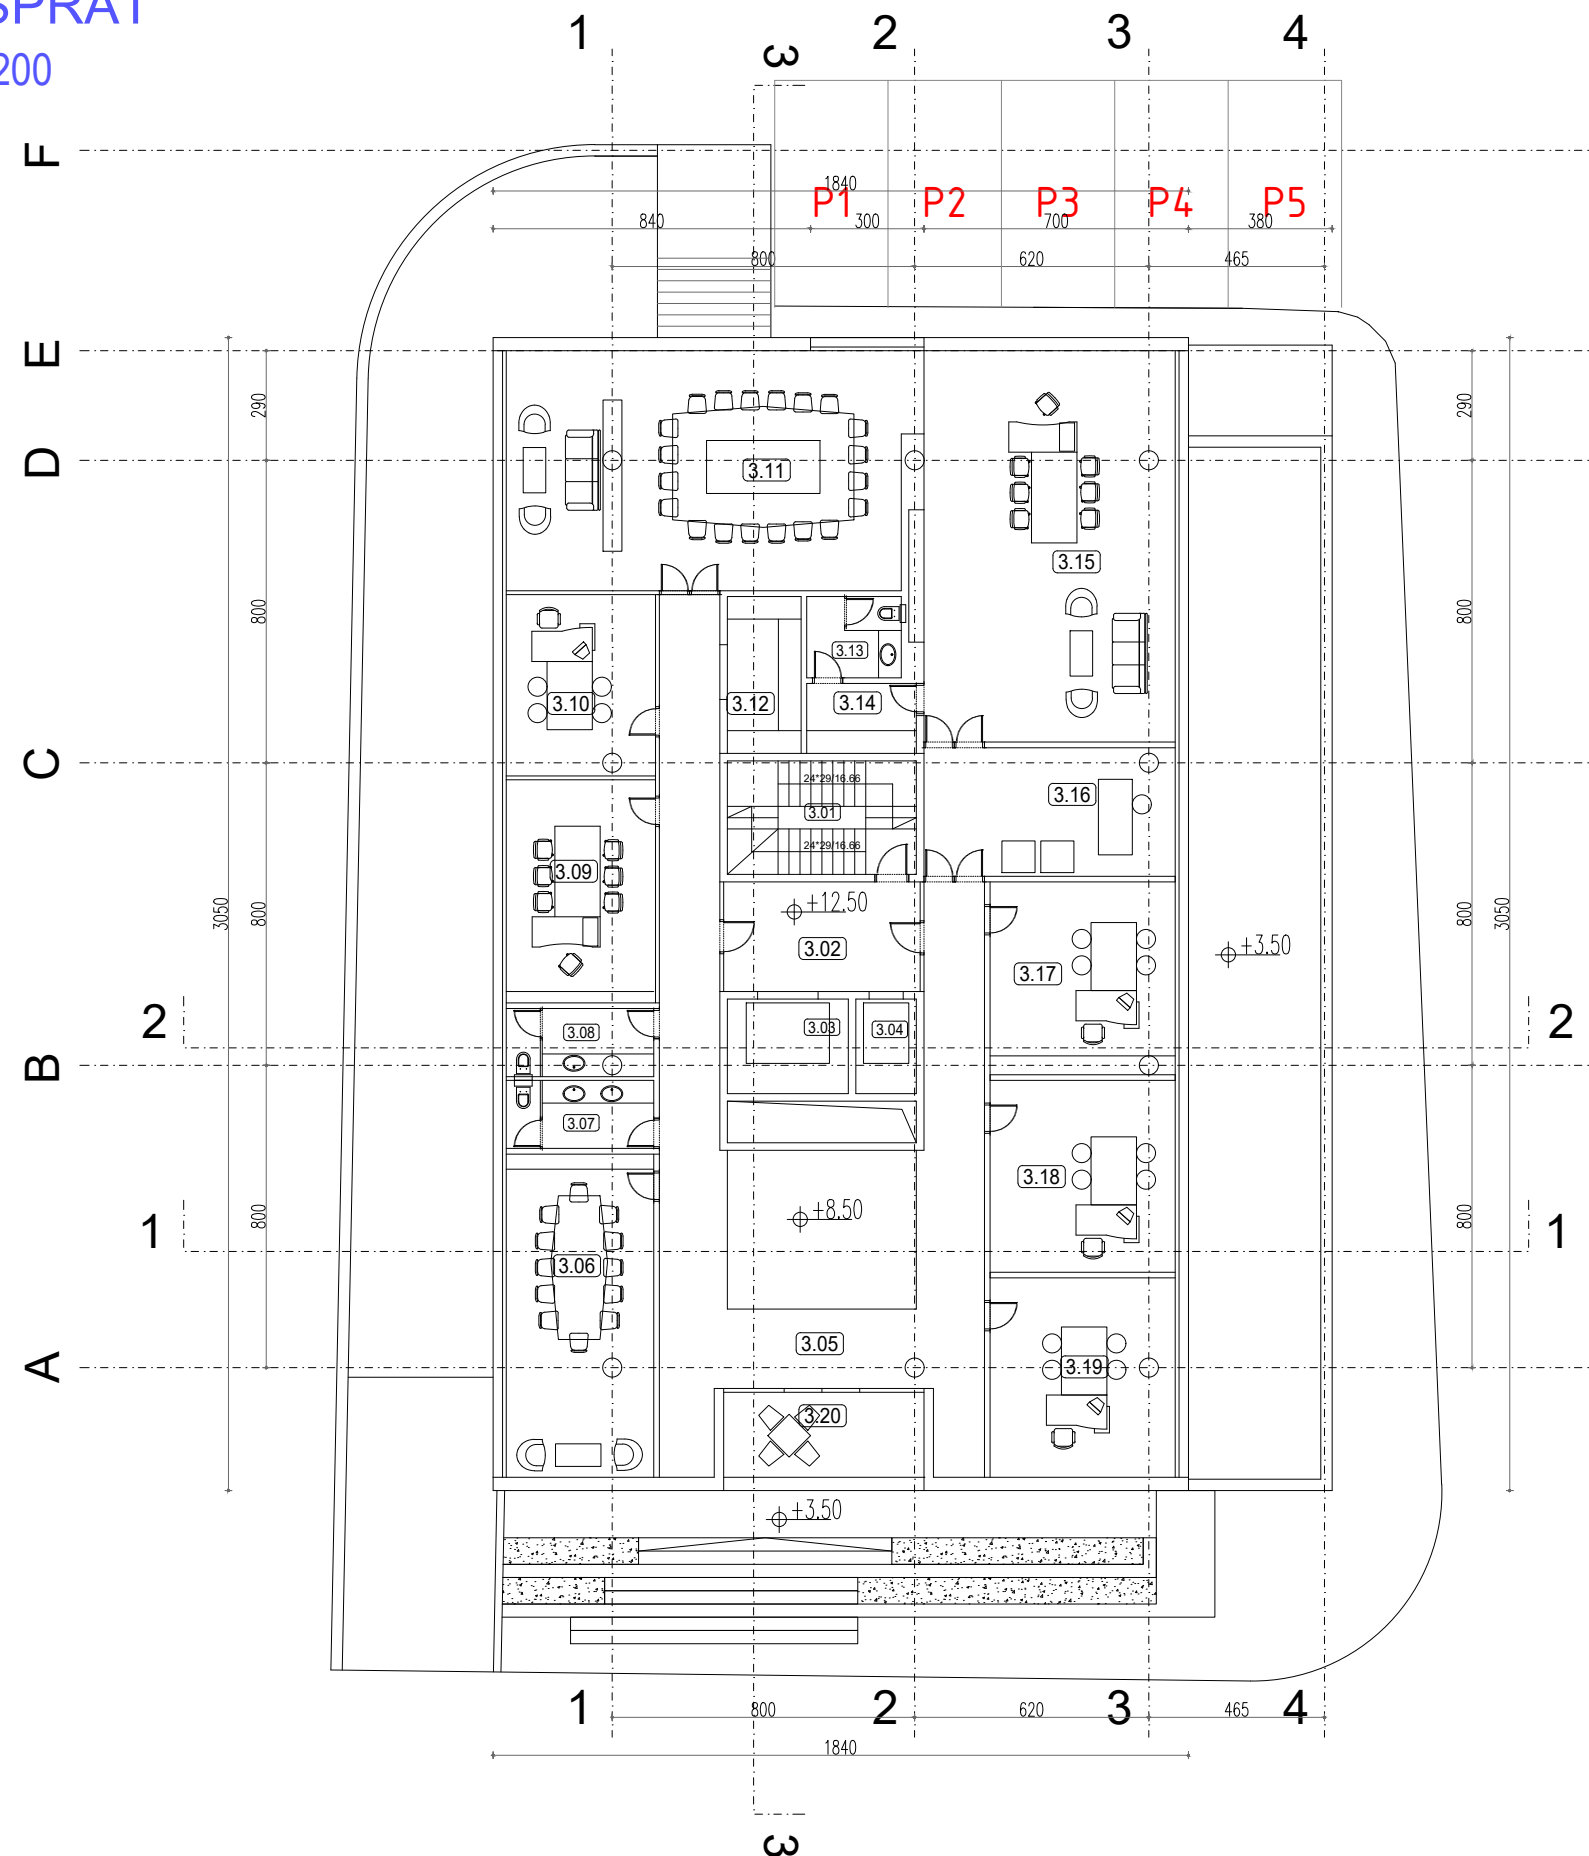 SPRAT
200
1 2 3 4
3
F
1840
P1 P2 P3 P4 P5
840 300 700 380
800 620 465
E
290 290
D
3.11
3.15
800 800
3.13
3.10 3.12 3.14
C
24*29/16.66
3.16
3.01
24*29/16.66
3.09
+12.50
3050 800 800 3050
3.02 +3.50
3.17
2 2
3.08 3.03 3.04
B
3.07
3.18
800 +8.50 800
1 1
3.06
3.05
A
3.19
3.20
+3.50
1 2 3 4
800 620 465
1840
3